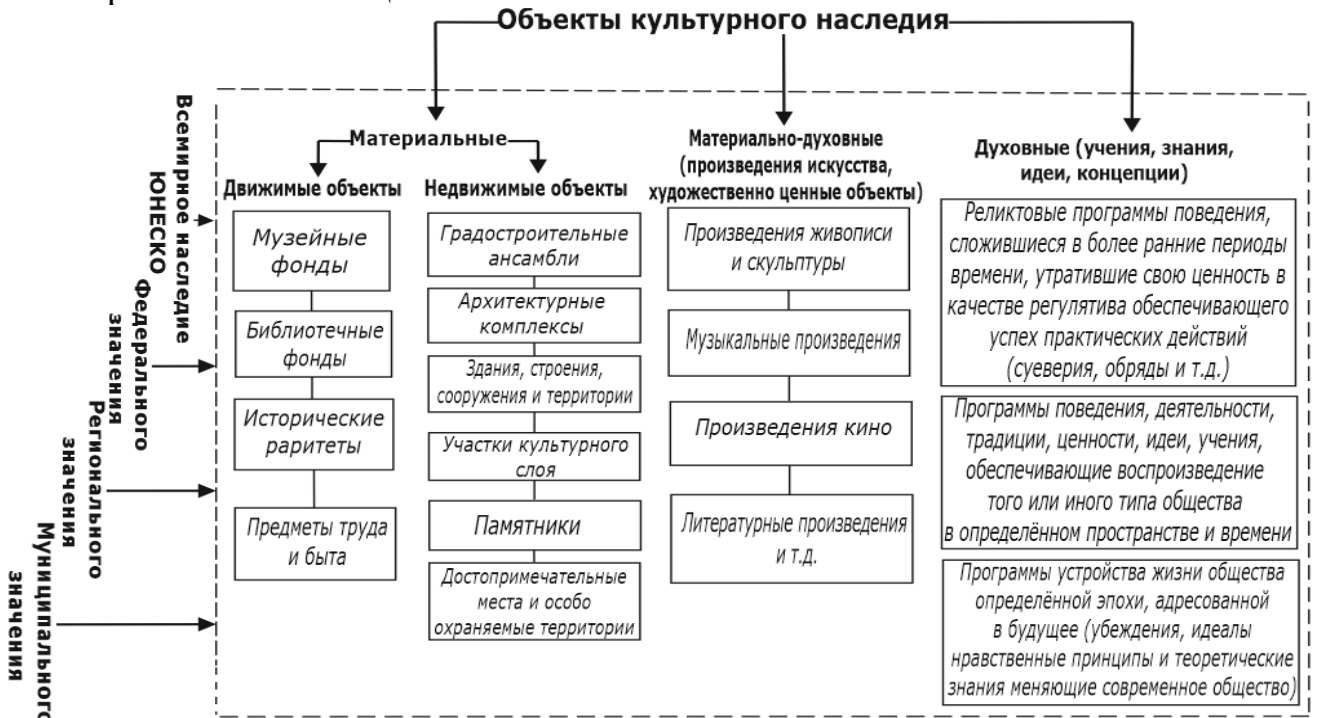 Объекты культурного наследия
Всемирное наследие
ЮНЕСКО
Федерального
значения
Регионального
значения
Муниципального
значения
Материальные
Движимые объекты
Музейные
фонды
Библиотечные
фонды
Исторические
раритеты
Предметы труда
и быта
Недвижимые объекты
Градостроительные
ансамбли
Архитектурные
комплексы
Здания, строения,
сооружения и территории
Участки культурного
слоя
Памятники
Достопримечательные
места и особо
охраняемые территории
Материально-духовные
(произведения искусства,
художественно ценные объекты)
Произведения живописи
и скульптуры
Музыкальные произведения
Произведения кино
Литературные произведения
и т.д.
Духовные (учения, знания,
идеи, концепции)
Реликтовые программы поведения,
сложившиеся в более ранние периоды
времени, утратившие свою ценность в
качестве регулятива обеспечивающего
успех практических действий
(суеверия, обряды и т.д.)
Программы поведения, деятельности,
традиции, ценности, идеи, учения,
обеспечивающие воспроизведение
того или иного типа общества
в определённом пространстве и времени
Программы устройства жизни общества
определённой эпохи, адресованной
в будущее (убеждения, идеалы
нравственные принципы и теоретические
знания меняющие современное общество)